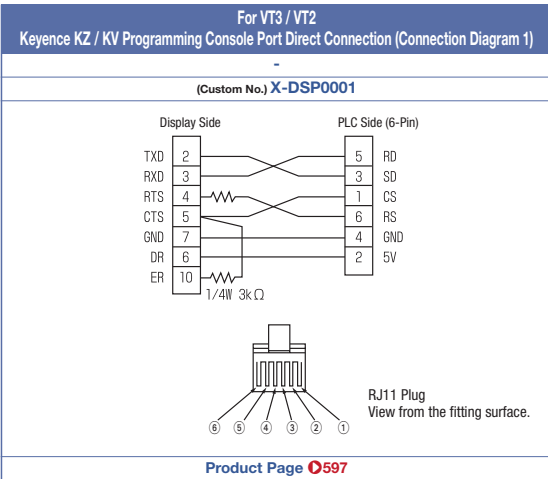 For VT3 / VT2
Keyence KZ / KV Programming Console Port Direct Connection (Connection Diagram 1)
-
(Custom No.) X-DSP0001
Display Side PLC Side (6-Pin)
TXD 2 5 RD
RXD 3 3 SD
RTS 4 1 CS
CTS 5 6 RS
GND 7 4 GND
DR 6 2 5V
ER 10
1/4W 3kΩ
RJ11 Plug
View from the fitting surface.
⑥ ⑤ ④ ③ ② ①
Product Page 597